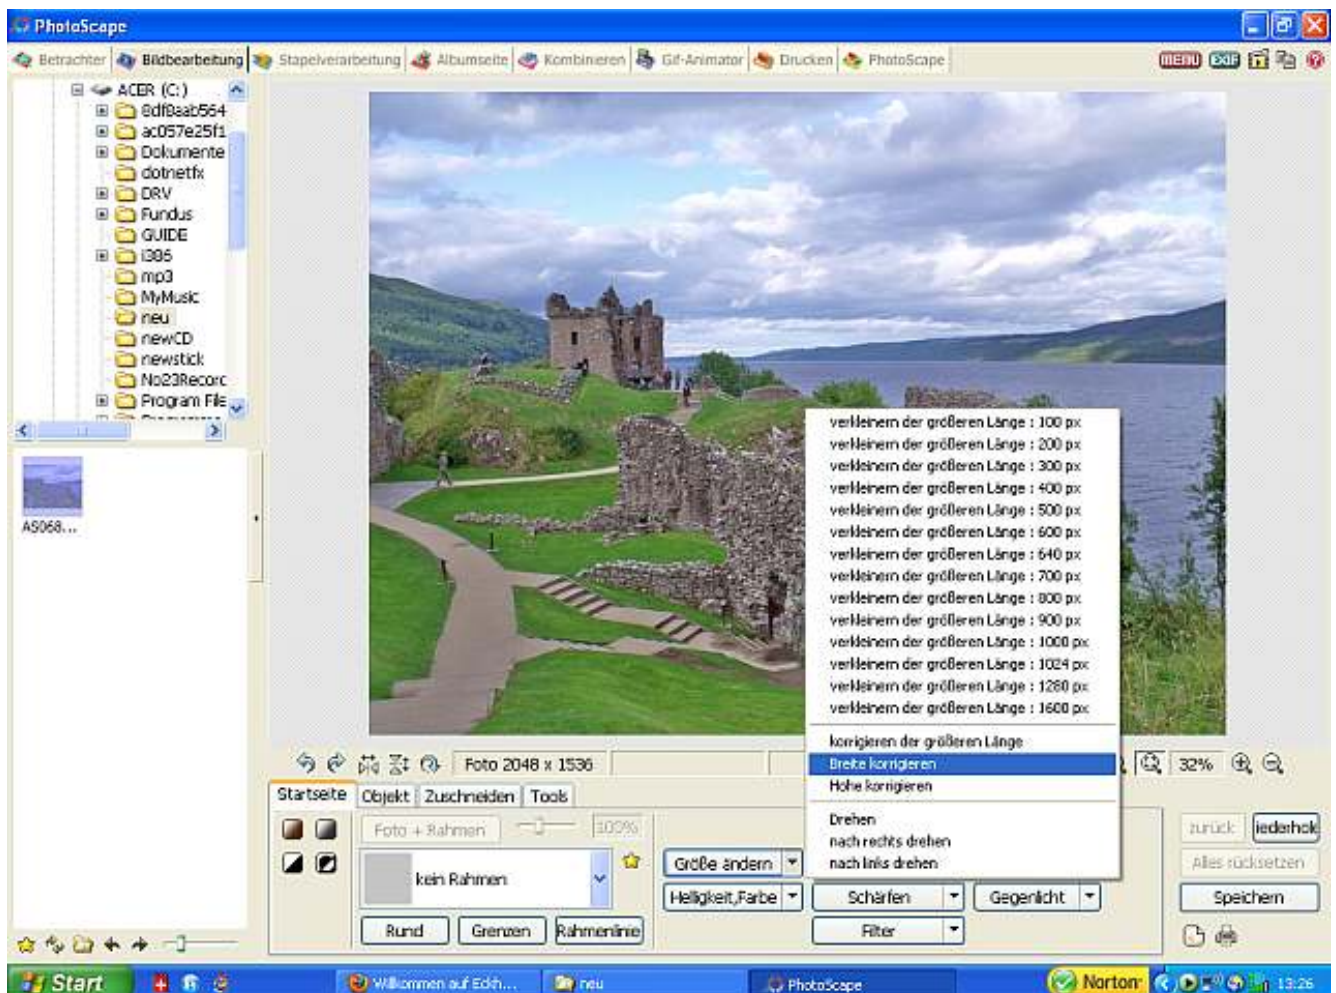 PhotoScape
Betrachter Bildbearbeitung Stapelverarbeitung Albumseite Kombinieren Gif-Animator Drucken PhotoScape MENU EXIF
ACER (C:)
8df8aab564
ac057e25f1
Dokumente
dotnetfx
DRV
Fundus
GUIDE
i386
mp3
MyMusic
neu
newCD
newstick
No23Recorc
Program File
AS068...
verkleinern der größeren Länge : 100 px
verkleinern der größeren Länge : 200 px
verkleinern der größeren Länge : 300 px
verkleinern der größeren Länge : 400 px
verkleinern der größeren Länge : 500 px
verkleinern der größeren Länge : 600 px
verkleinern der größeren Länge : 640 px
verkleinern der größeren Länge : 700 px
verkleinern der größeren Länge : 800 px
verkleinern der größeren Länge : 900 px
verkleinern der größeren Länge : 1000 px
verkleinern der größeren Länge : 1024 px
verkleinern der größeren Länge : 1280 px
verkleinern der größeren Länge : 1600 px
korrigieren der größeren Länge
Breite korrigieren
Höhe korrigieren
Drehen
nach rechts drehen
nach links drehen
Foto 2048 x 1536
32%
Startseite Objekt Zuschneiden Tools
Foto + Rahmen 100%
kein Rahmen
Rund Grenzen Rahmenlinie
Größe ändern
Helligkeit,Farbe Schärfen Gegenlicht
Filter
zurück iederhol
Alles rücksetzen
Speichern
Start Willkommen auf Eckh... neu PhotoScape Norton 13:26